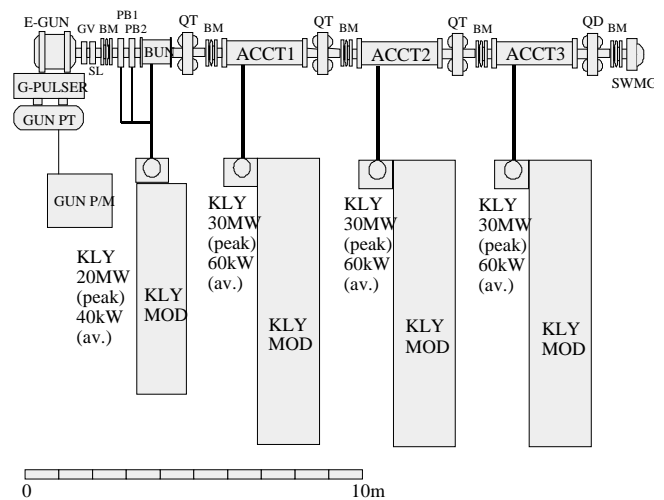 E-GUN
GV
BM
PB1
PB2
QT
BM
QT
BM
QT
BM
QD
BM
SL
BUN
ACCT1
ACCT2
ACCT3
SWMC
G-PULSER
GUN PT
GUN P/M
KLY
20MW
(peak)
40kW
(av.)
KLY
MOD
KLY
30MW
(peak)
60kW
(av.)
KLY
MOD
KLY
30MW
(peak)
60kW
(av.)
KLY
MOD
KLY
30MW
(peak)
60kW
(av.)
KLY
MOD
0
10m